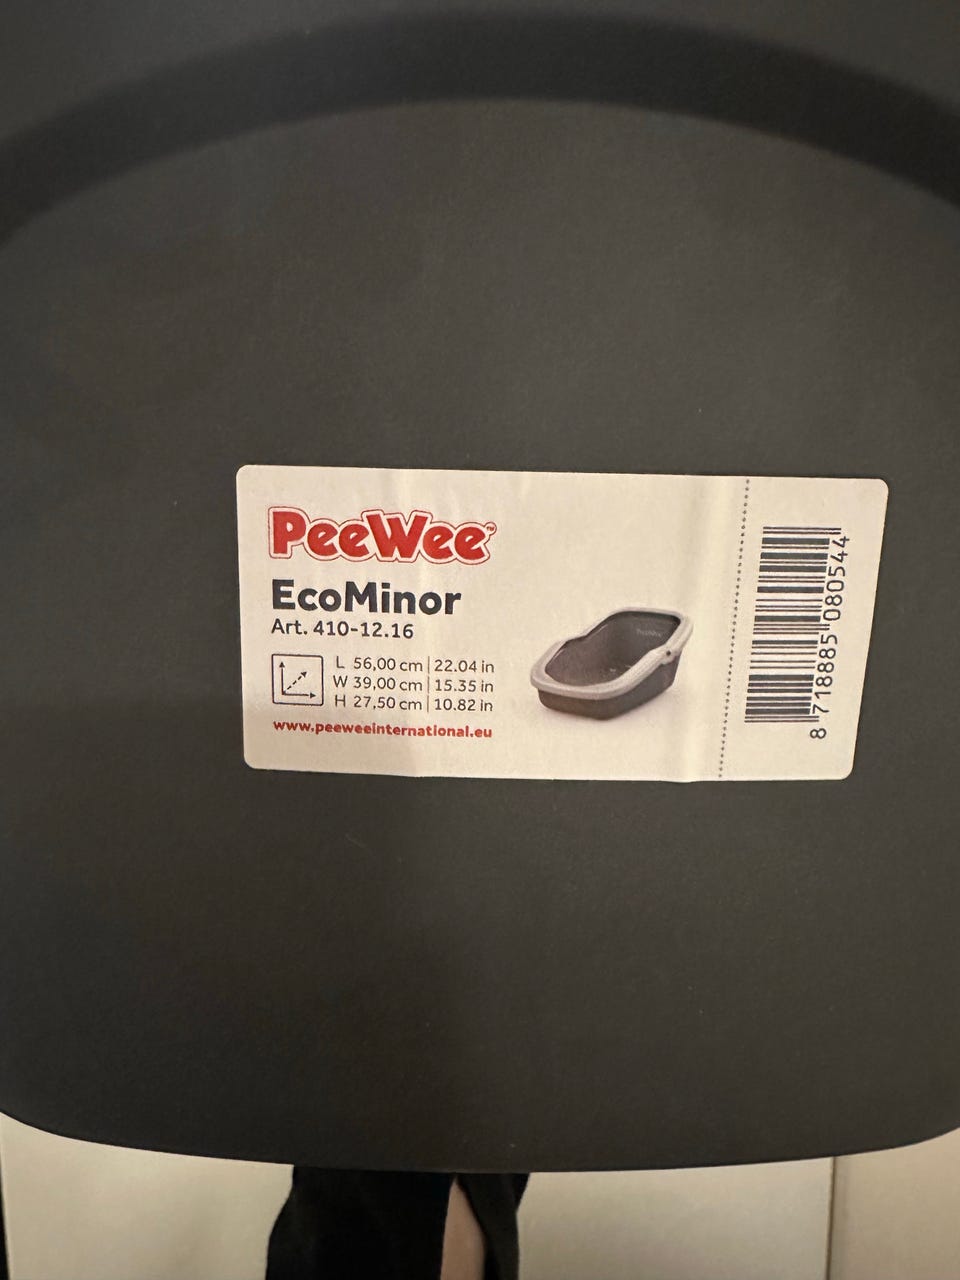 PeeWee™
EcoMinor
Art. 410-12.16
L 56,00 cm | 22.04 in
W 39,00 cm | 15.35 in
H 27,50 cm | 10.82 in
www.peeweeinternational.eu
8 718885 080544